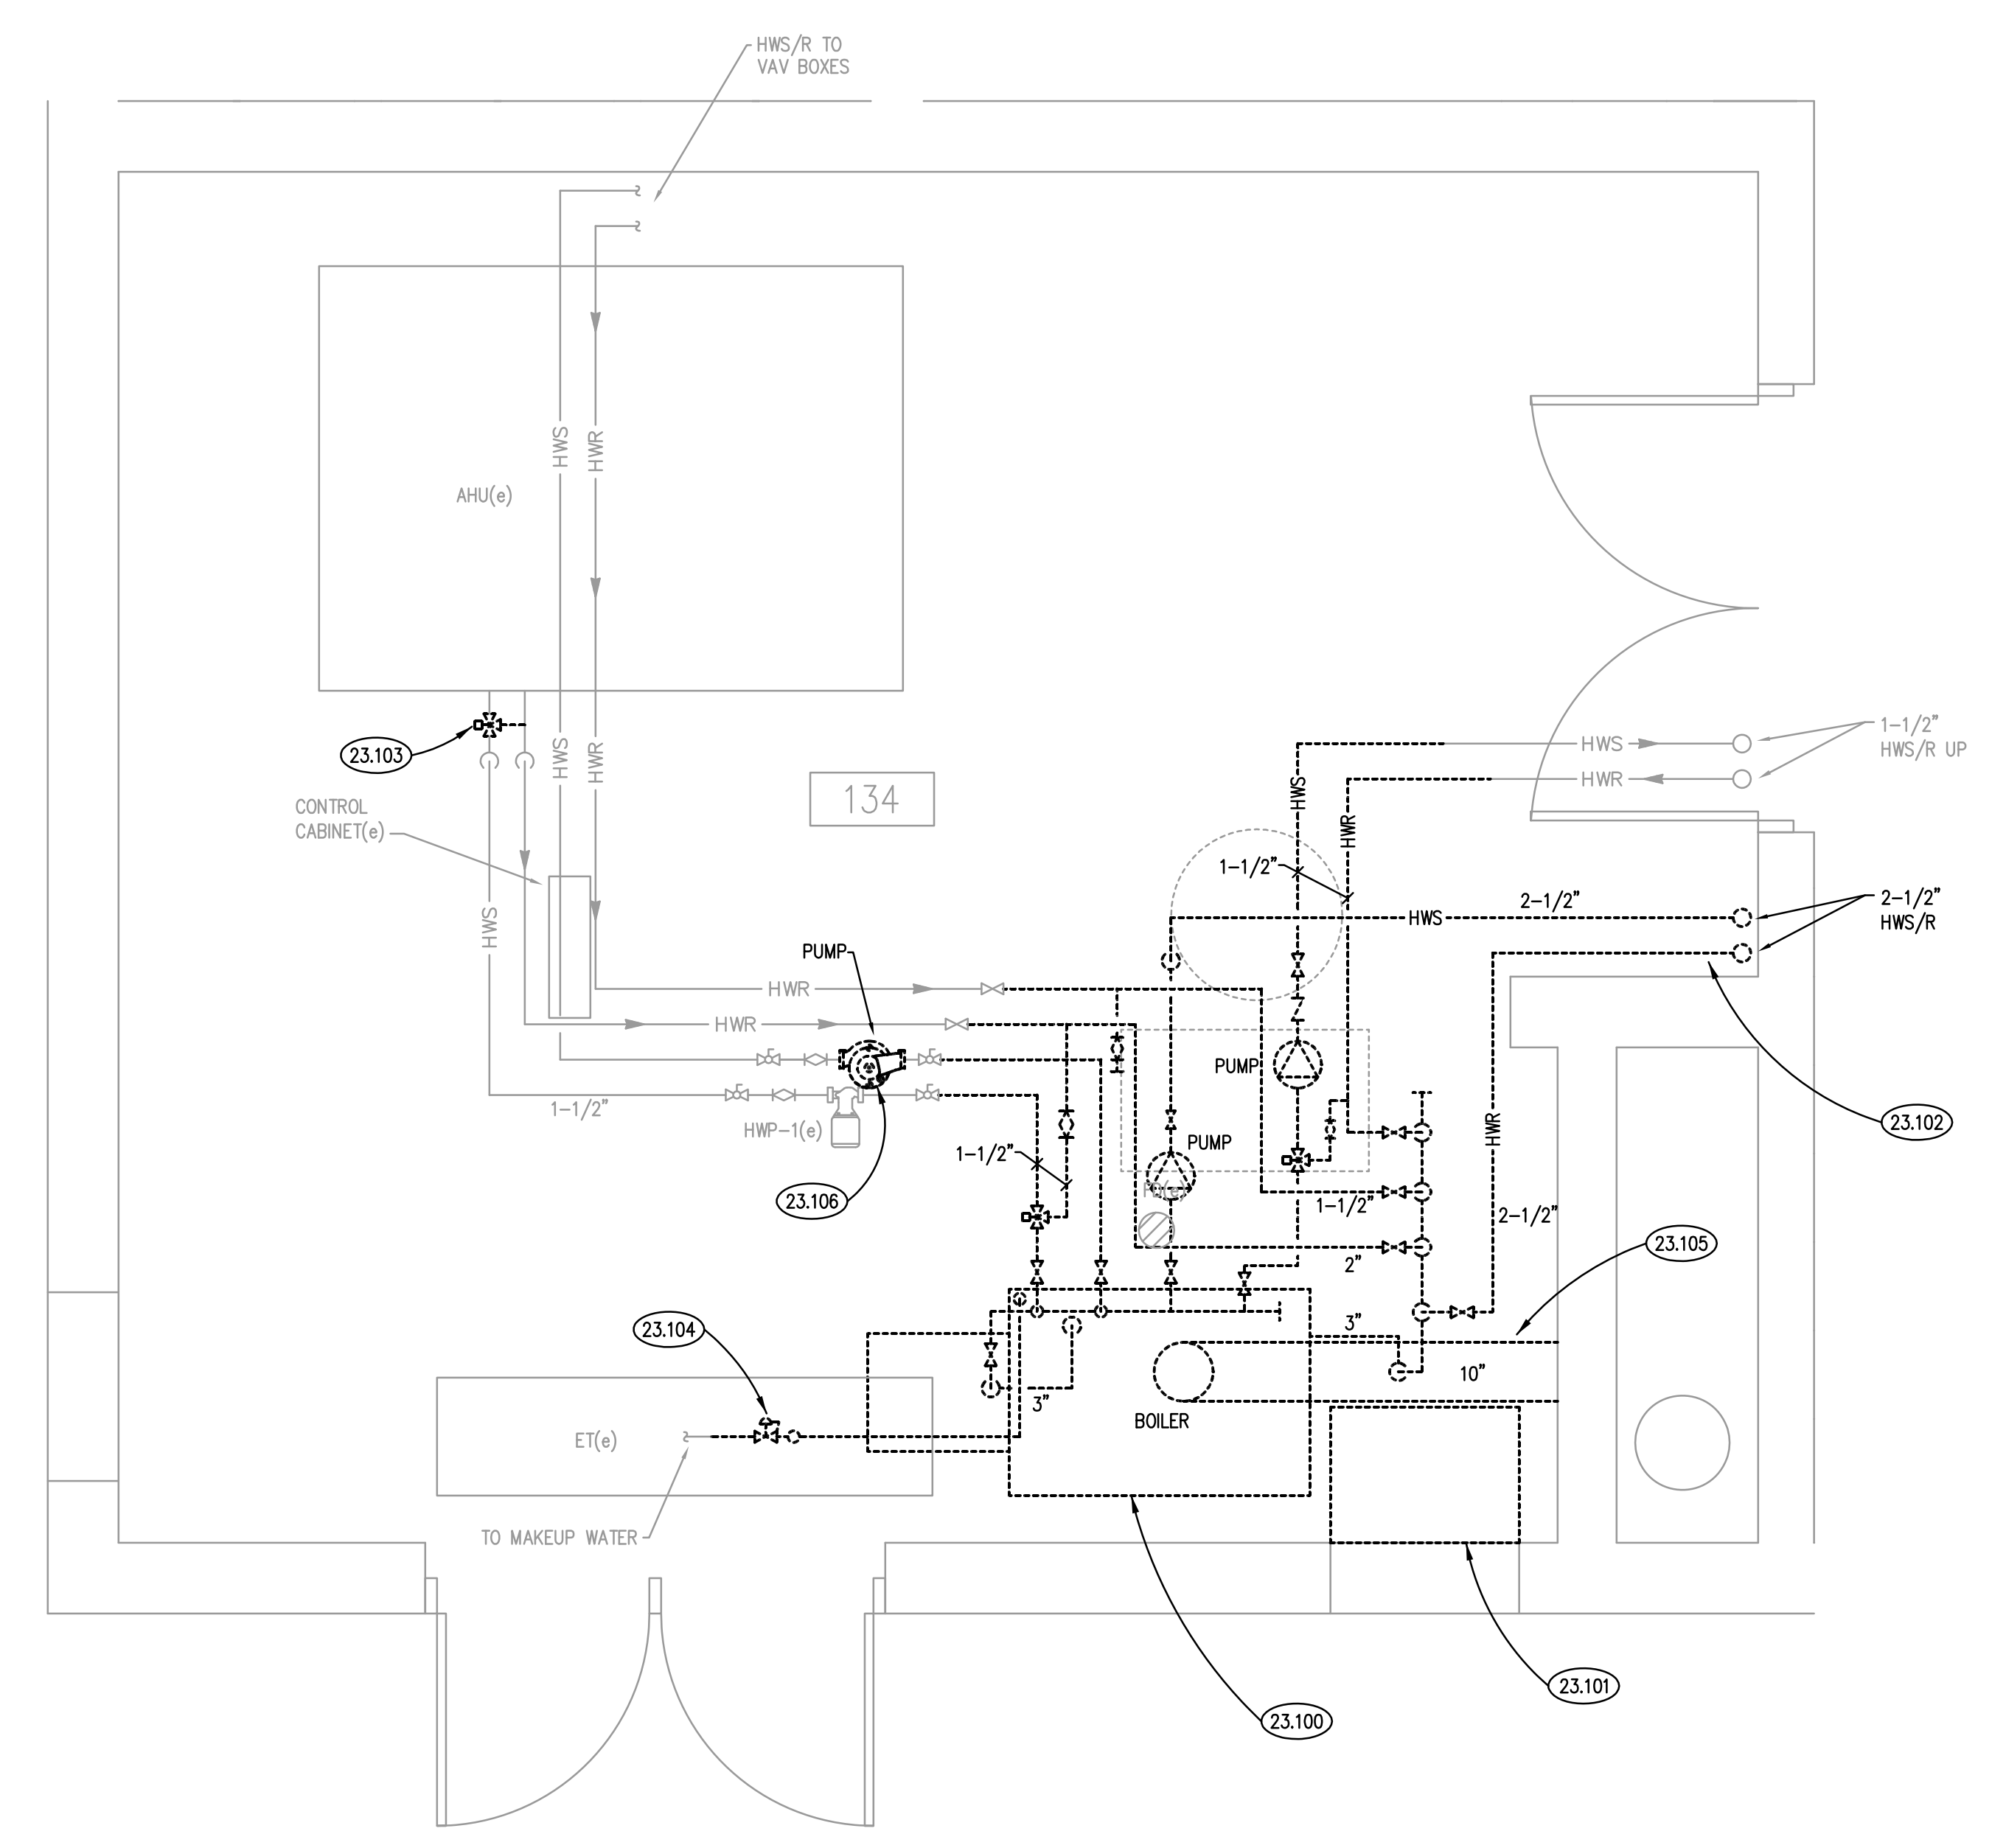 HWS/R TO
VAV BOXES
HWS
HWR
AHU(e)
23.103
HWS
HWR
CONTROL
CABINET(e)
134
HWS
HWR
1-1/2"
HWS/R UP
HWS
HWR
1-1/2"
2-1/2"
HWS
2-1/2"
HWS/R
HWS
PUMP
HWR
HWR
PUMP
1-1/2"
HWP-1(e)
PUMP
HWR
23.102
1-1/2"
23.106
FD(e)
1-1/2"
2-1/2"
23.105
2"
23.104
3"
10"
3"
BOILER
ET(e)
TO MAKEUP WATER
23.101
23.100